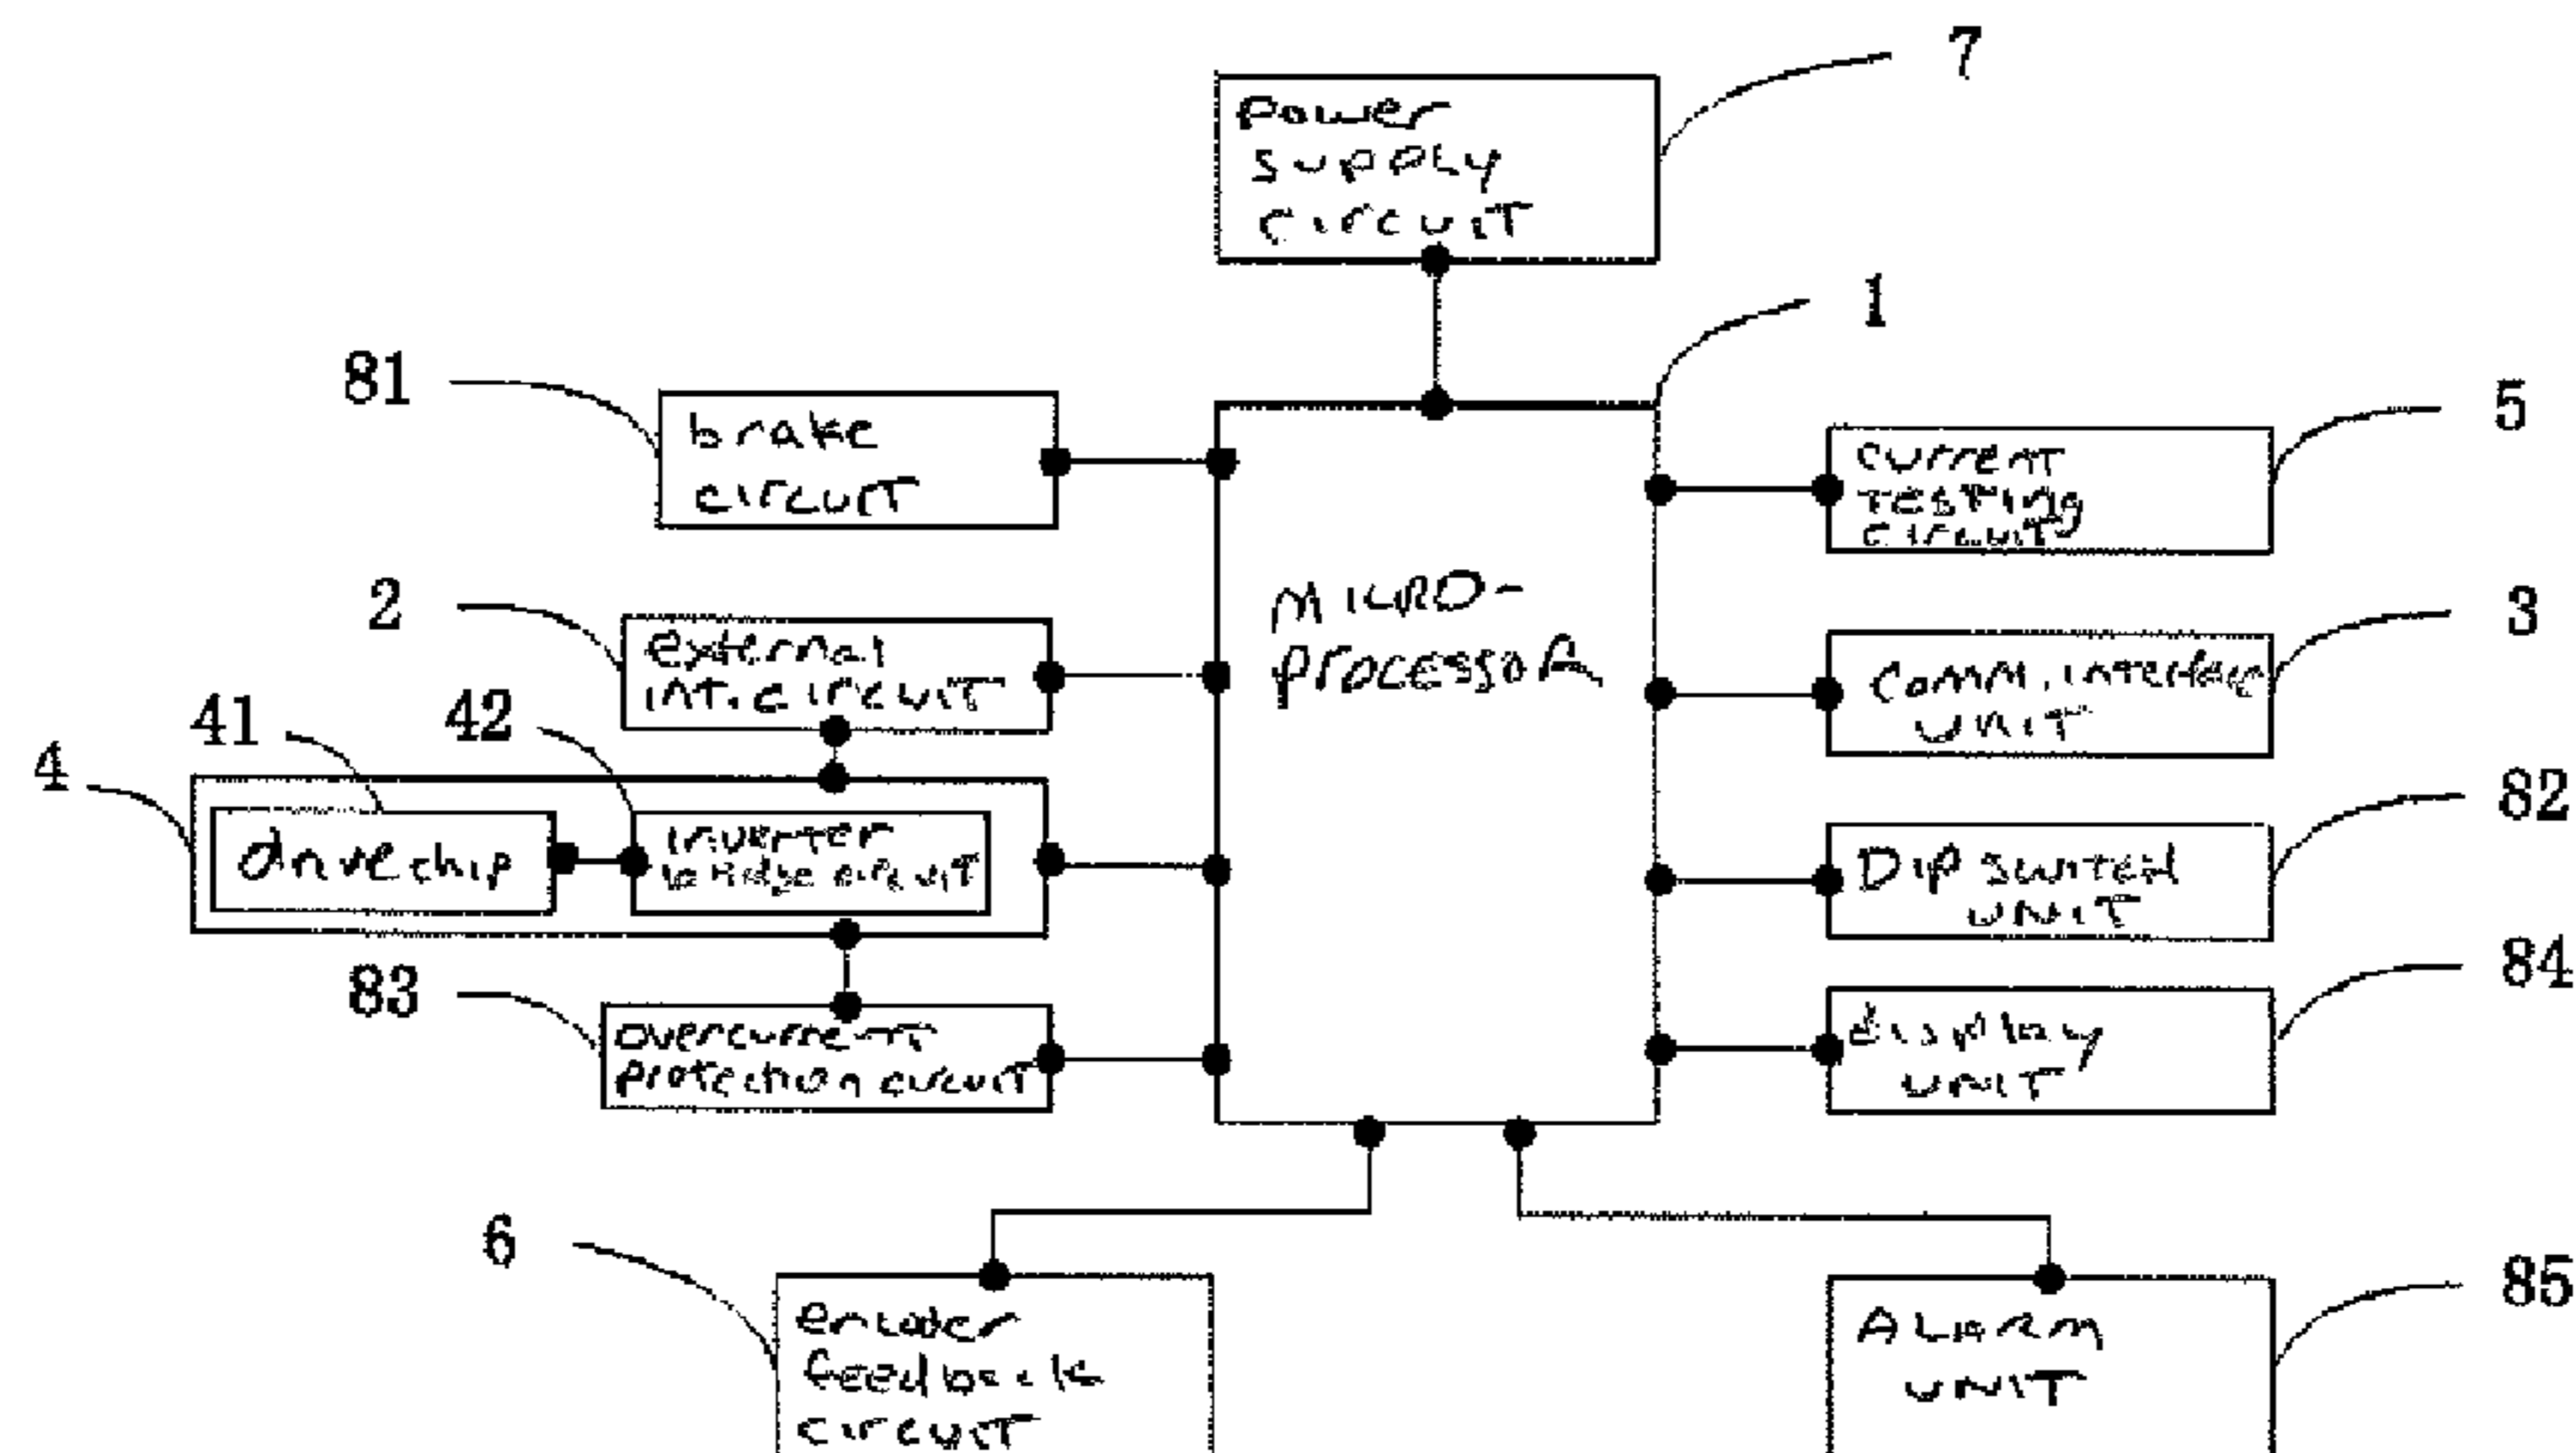 7
Power
supply
circuit
1
81
brake
circuit
5
current
testing
circuit
2
external
int. circuit
MICRO-
processor
3
comm. interface
unit
4
41
42
drive chip
inverter
bridge circuit
82
DIP switch
unit
83
overcurrent
protection circuit
84
display
unit
6
encoder
feedback
circuit
85
ALARM
UNIT